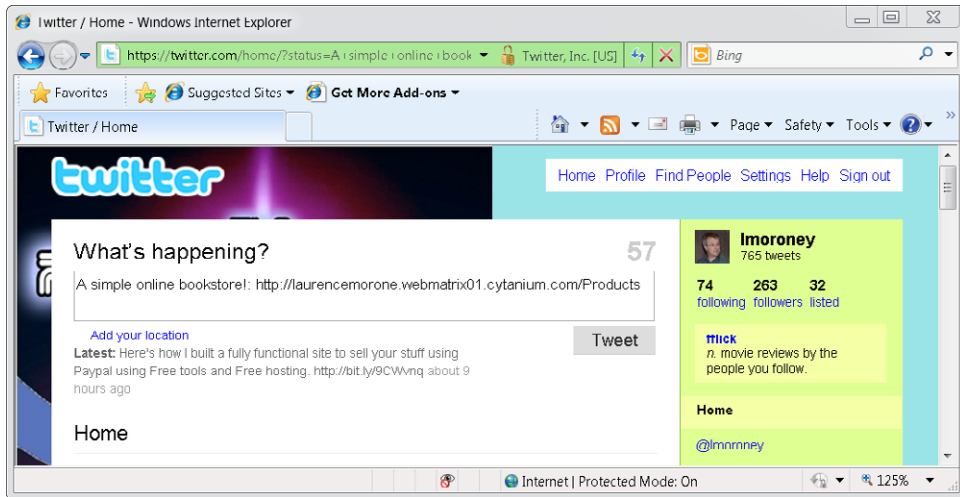 Twitter / Home - Windows Internet Explorer
https://twitter.com/home/?status=A+simple+online+book Twitter, Inc. [US] Bing
Favorites Suggested Sites Get More Add-ons
Twitter / Home Page Safety Tools
twitter
Home Profile Find People Settings Help Sign out
What's happening? 57
A simple online bookstore!: http://laurencemorone.webmatrix01.cytanium.com/Products
Add your location
Tweet
Latest: Here's how I built a fully functional site to sell your stuff using
Paypal using Free tools and Free hosting. http://bit.ly/9CWvnq about 9
hours ago
Home
lmoroney
765 tweets
74 263 32
following followers listed
n. movie reviews by the
people you follow.
Home
@lmoroney
Internet | Protected Mode: On 125%